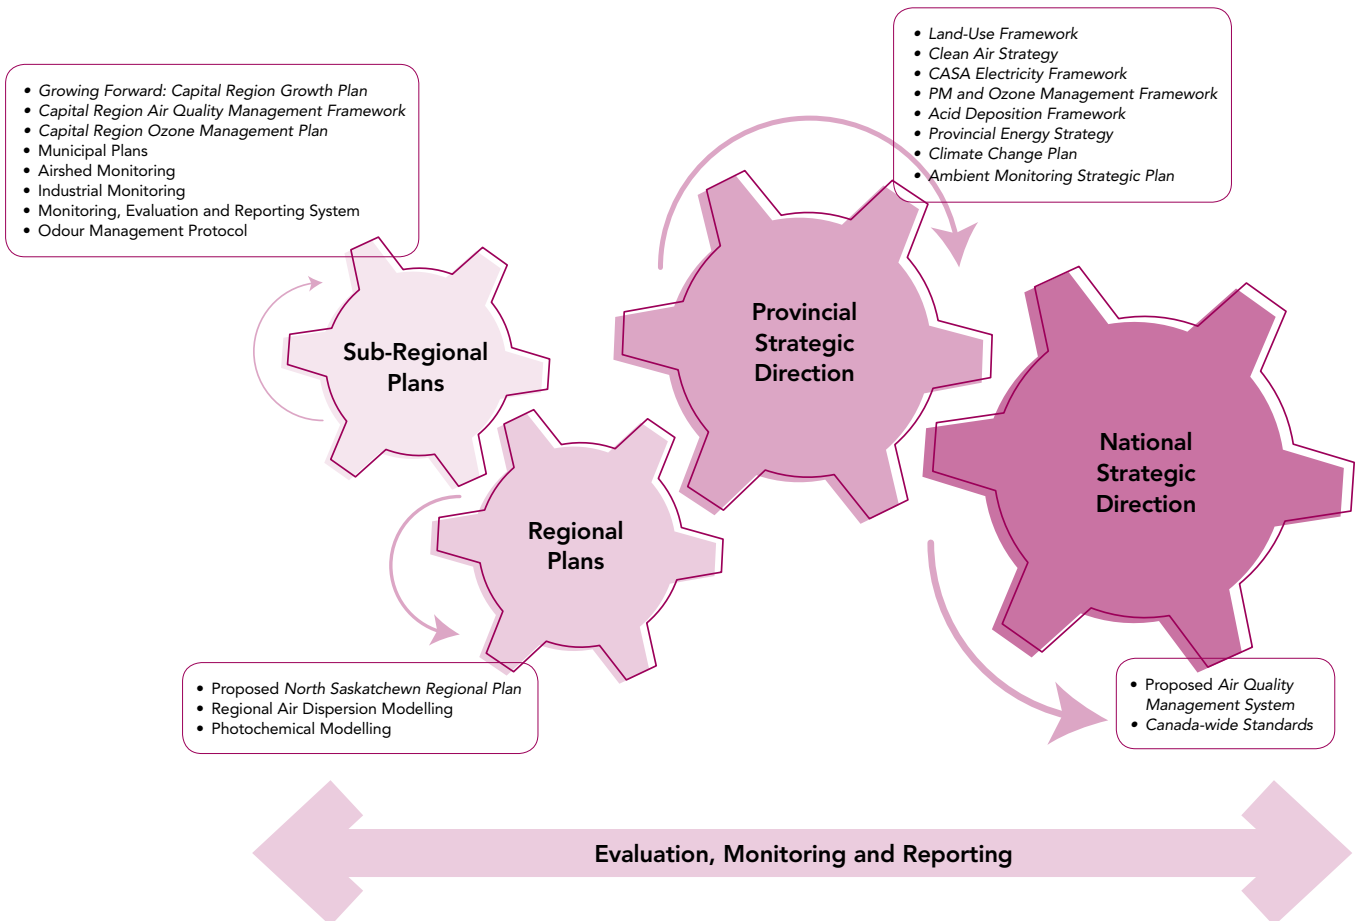 • Growing Forward: Capital Region Growth Plan
• Capital Region Air Quality Management Framework
• Capital Region Ozone Management Plan
• Municipal Plans
• Airshed Monitoring
• Industrial Monitoring
• Monitoring, Evaluation and Reporting System
• Odour Management Protocol
• Land-Use Framework
• Clean Air Strategy
• CASA Electricity Framework
• PM and Ozone Management Framework
• Acid Deposition Framework
• Provincial Energy Strategy
• Climate Change Plan
• Ambient Monitoring Strategic Plan
Sub-Regional
Plans
Provincial
Strategic
Direction
National
Strategic
Direction
Regional
Plans
• Proposed North Saskatchewn Regional Plan
• Regional Air Dispersion Modelling
• Photochemical Modelling
• Proposed Air Quality
Management System
• Canada-wide Standards
Evaluation, Monitoring and Reporting